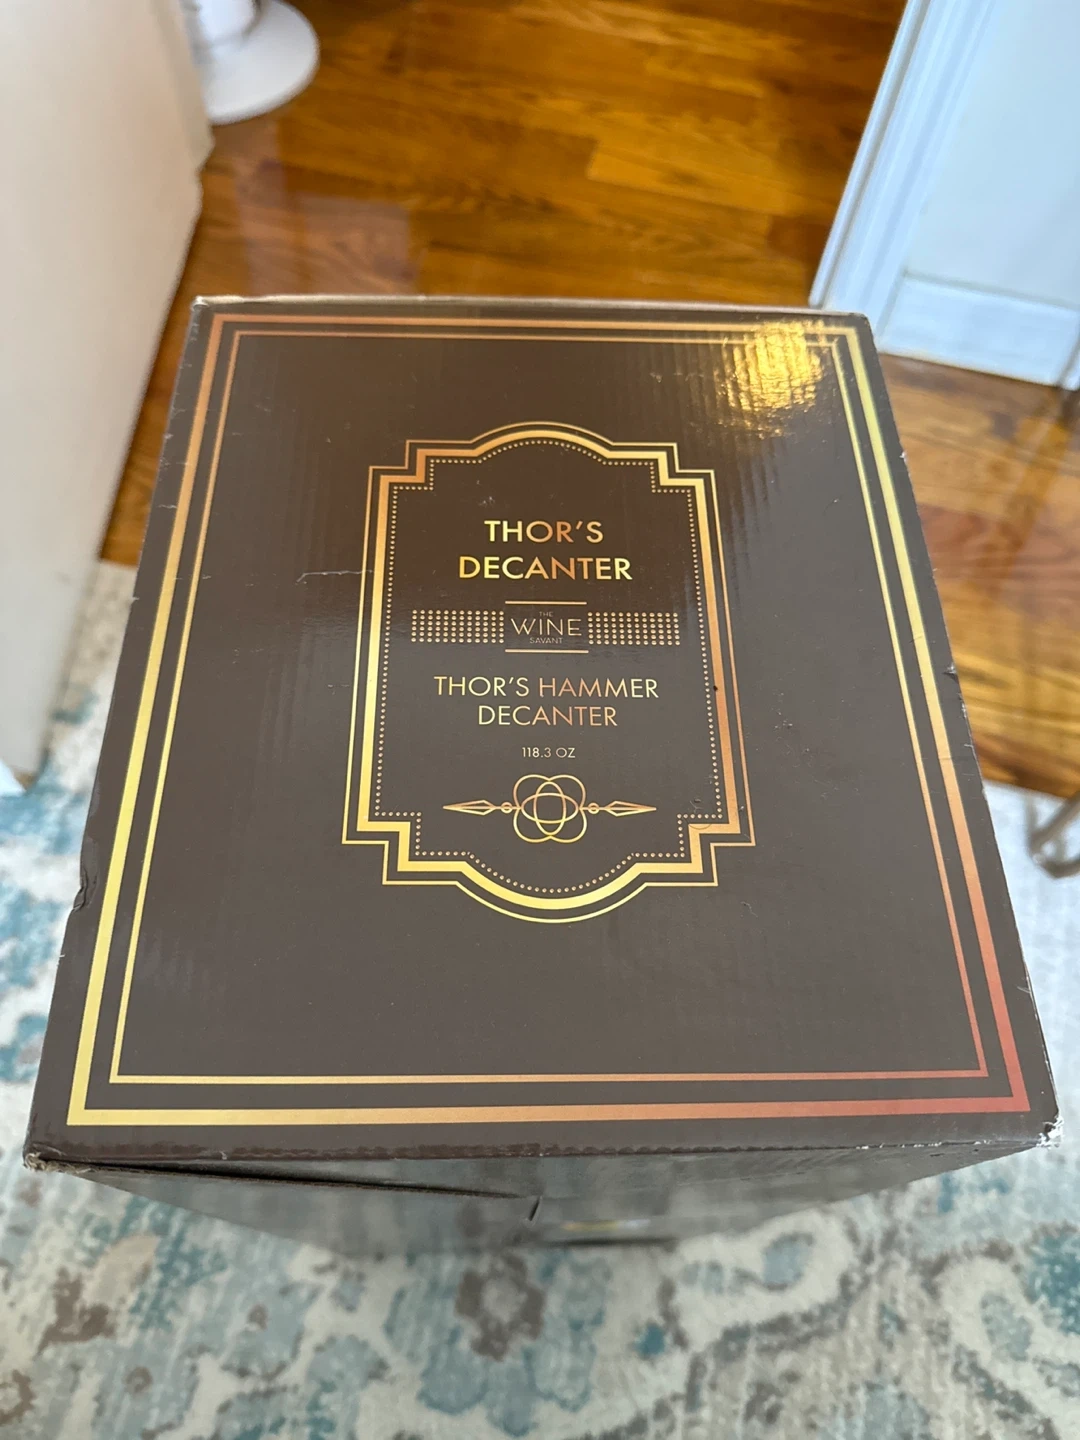 THOR'S
DECANTER
THE
WINE
SAVANT
THOR'S HAMMER
DECANTER
118.3 OZ